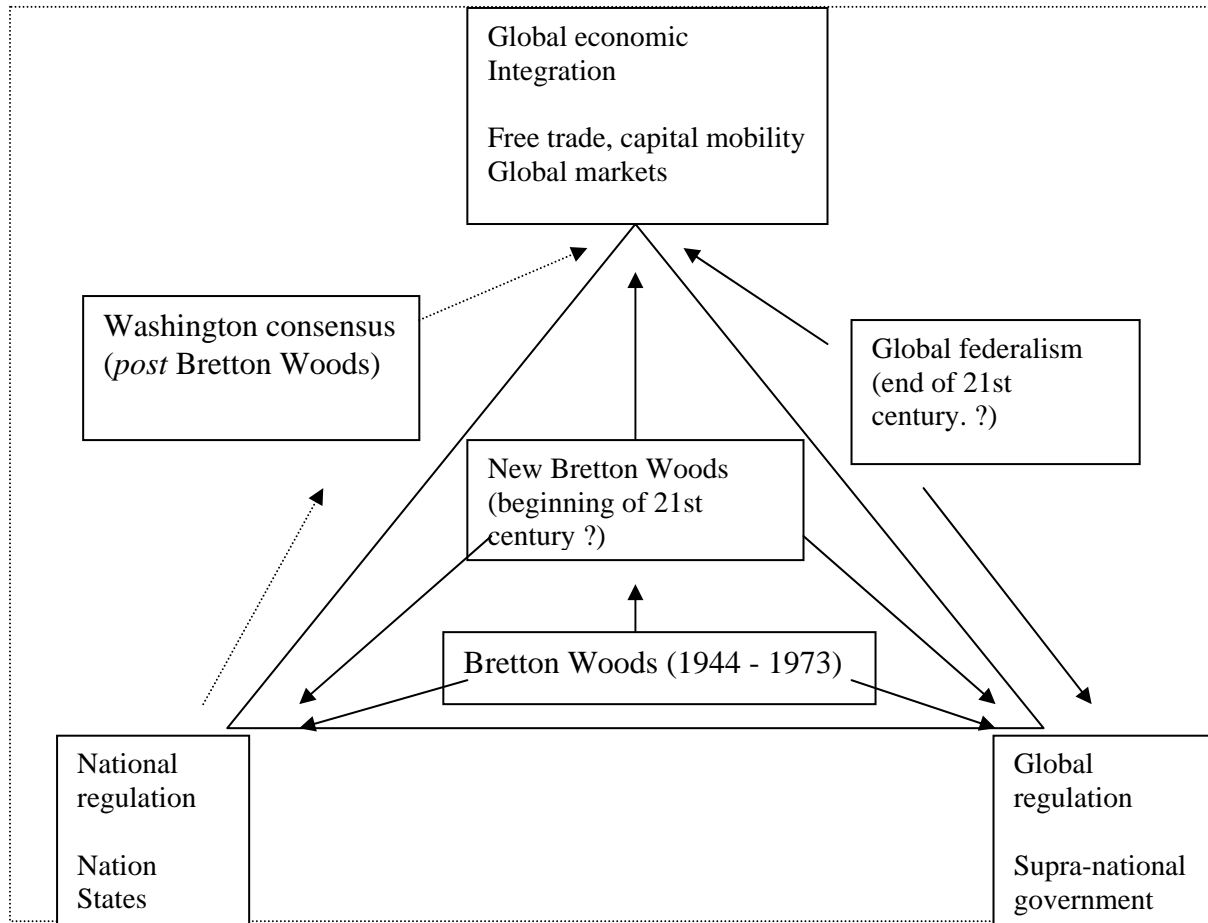 Global economic
Integration
Free trade, capital mobility
Global markets
Washington consensus
(post Bretton Woods)
Global federalism
(end of 21st
century. ?)
New Bretton Woods
(beginning of 21st
century ?)
Bretton Woods (1944 - 1973)
National
regulation
Nation
States
Global
regulation
Supra-national
government